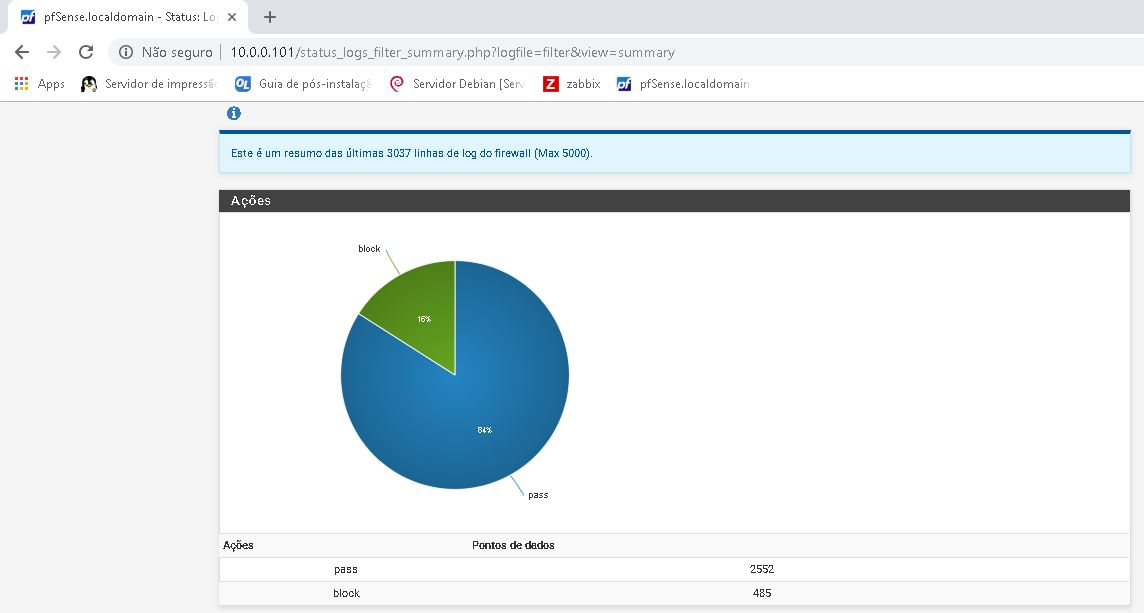 pfSense.localdomain - Status: Lo
Não seguro
10.0.0.101/status_logs_filter_summary.php?logfile=filter&view=summary
Apps
Servidor de impressão
Guia de pós-instalaçã
Servidor Debian [Serv
zabbix
pfSense.localdomain
Este é um resumo das últimas 3037 linhas de log do firewall (Max 5000).
Ações
block
16%
84%
pass
Ações Pontos de dados
pass 2552
block 485